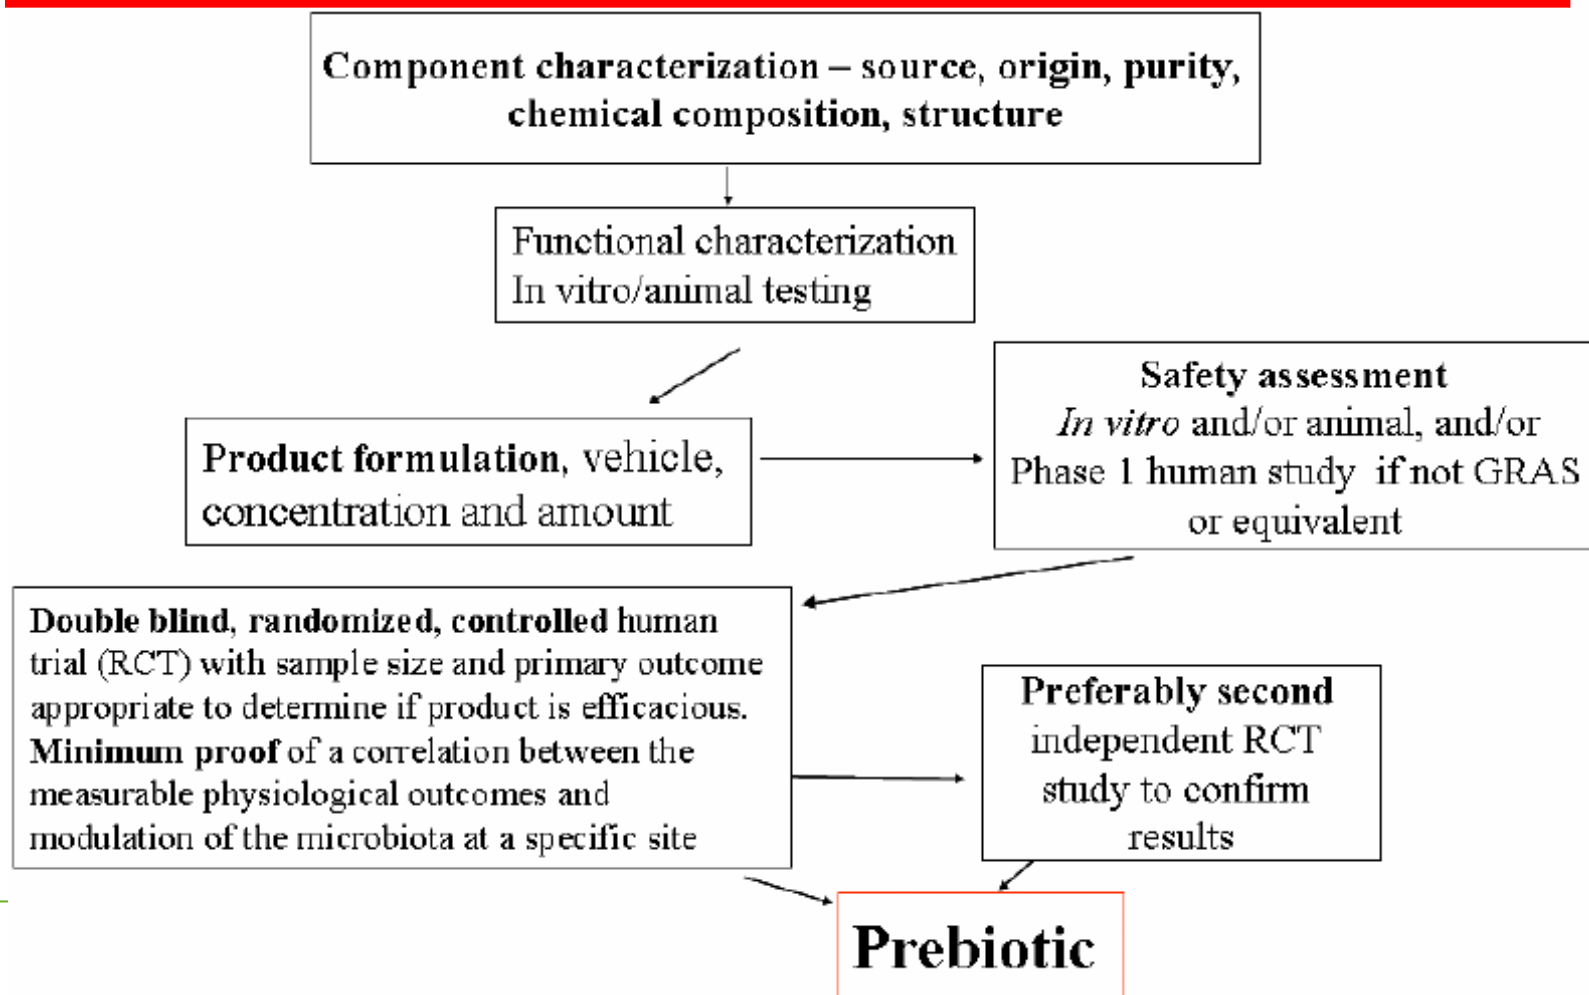 Component characterization – source, origin, purity,
chemical composition, structure
Functional characterization
In vitro/animal testing
Safety assessment
In vitro and/or animal, and/or
Phase 1 human study if not GRAS
or equivalent
Product formulation, vehicle,
concentration and amount
Double blind, randomized, controlled human
trial (RCT) with sample size and primary outcome
appropriate to determine if product is efficacious.
Minimum proof of a correlation between the
measurable physiological outcomes and
modulation of the microbiota at a specific site
Preferably second
independent RCT
study to confirm
results
Prebiotic